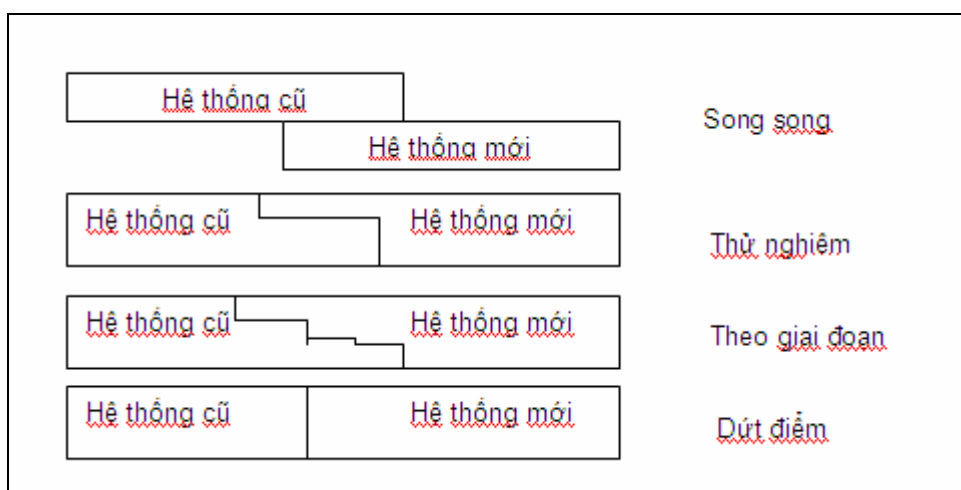 Hệ thống cũ
Hệ thống mới
Song song
Hệ thống cũ
Hệ thống mới
Thử nghiêm
Hệ thống cũ
Hệ thống mới
Theo giai đoạn
Hệ thống cũ
Hệ thống mới
Dứt điểm